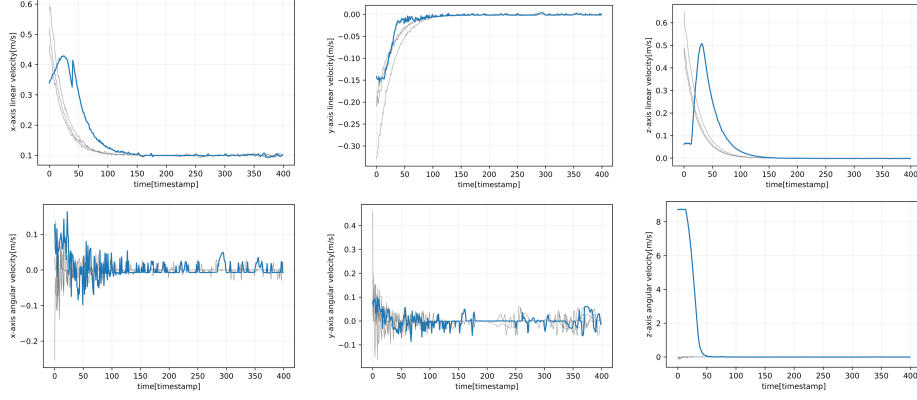 x-axis linear velocity[m/s]
0.6
0.5
0.4
0.3
0.2
0.1
0 50 100 150 200 250 300 350 400
time[timestamp]
y-axis linear velocity[m/s]
0.00
−0.05
−0.10
−0.15
−0.20
−0.25
−0.30
0 50 100 150 200 250 300 350 400
time[timestamp]
z-axis linear velocity[m/s]
0.6
0.5
0.4
0.3
0.2
0.1
0.0
0 50 100 150 200 250 300 350 400
time[timestamp]
x-axis angular velocity[m/s]
0.1
0.0
−0.1
−0.2
0 50 100 150 200 250 300 350 400
time[timestamp]
y-axis angular velocity[m/s]
0.4
0.3
0.2
0.1
0.0
−0.1
0 50 100 150 200 250 300 350 400
time[timestamp]
z-axis angular velocity[m/s]
8
6
4
2
0
0 50 100 150 200 250 300 350 400
time[timestamp]